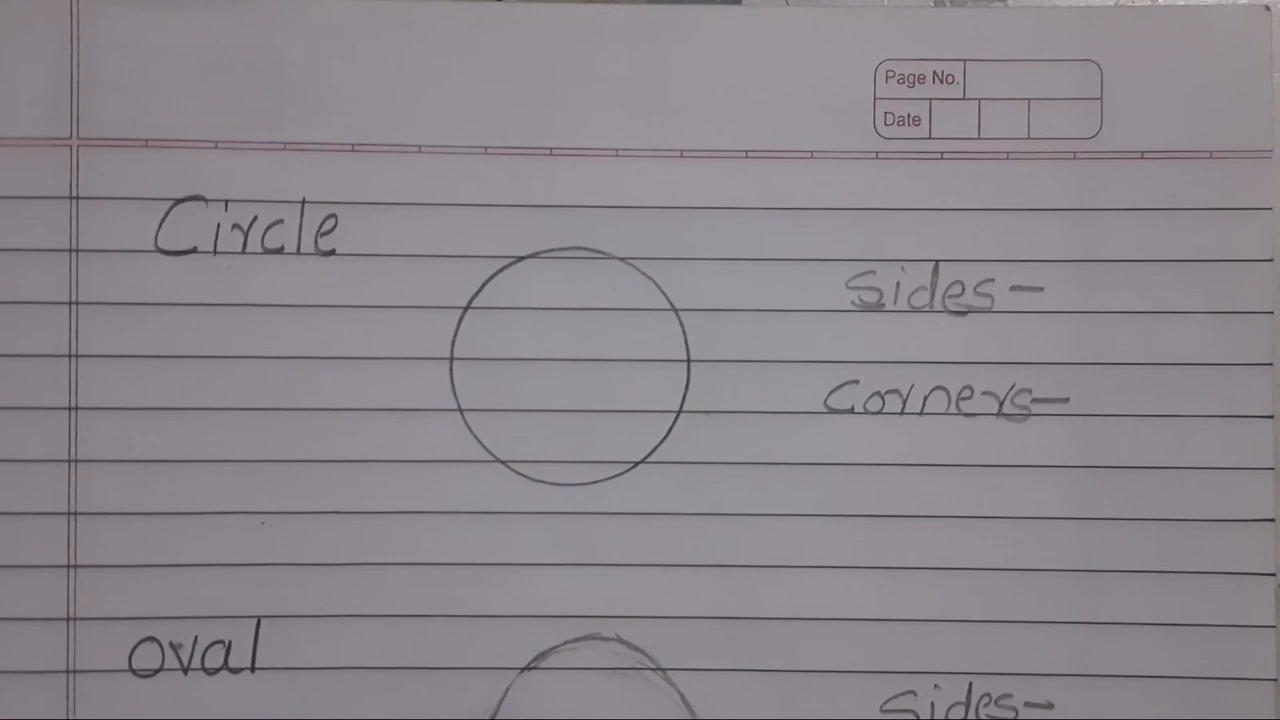 Page No.
Date
Circle
Sides-
Corners-
oval
Sides-